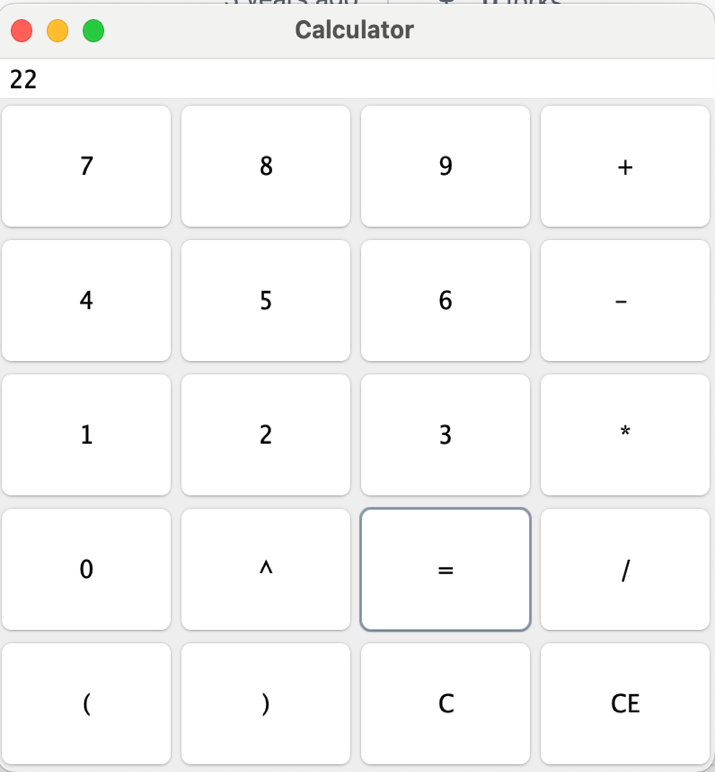 Calculator
22
7 8 9 +
4 5 6 -
1 2 3 *
0 ^ = /
( ) C CE